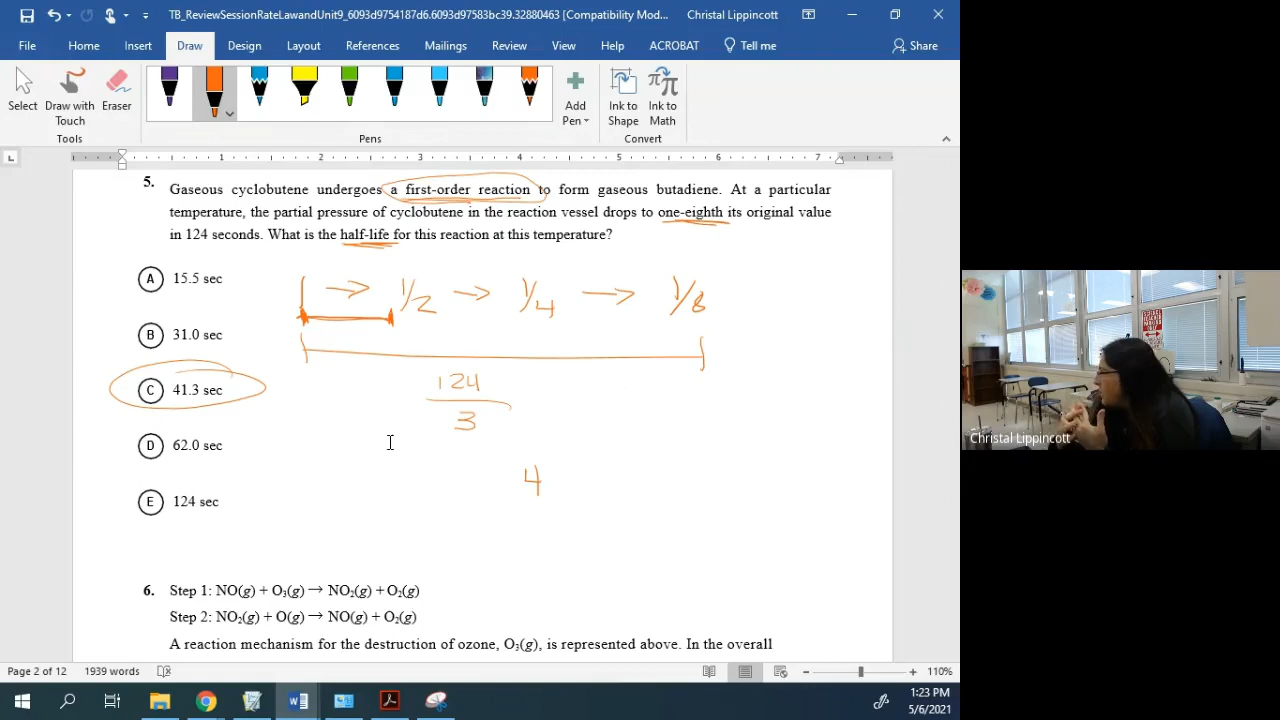 TB_ReviewSessionRateLawandUnit9_6093d9754187d6.6093d97583bc39.32880463 [Compatibility Mod... Christal Lippincott
File Home Insert Draw Design Layout References Mailings Review View Help ACROBAT Tell me Share
Select Draw with Touch Eraser Add Pen Ink to Shape Ink to Math
Tools Pens Convert
1 2 3 4 5 6 7
5. Gaseous cyclobutene undergoes a first-order reaction to form gaseous butadiene. At a particular
temperature, the partial pressure of cyclobutene in the reaction vessel drops to one-eighth its original value
in 124 seconds. What is the half-life for this reaction at this temperature?
A 15.5 sec
1 → 1/2 → 1/4 → 1/8
B 31.0 sec
C 41.3 sec
124
3
D 62.0 sec
4
E 124 sec
6. Step 1: NO(g) + O₃(g) → NO₂(g) + O₂(g)
Step 2: NO₂(g) + O(g) → NO(g) + O₂(g)
A reaction mechanism for the destruction of ozone, O₃(g), is represented above. In the overall
Page 2 of 12 1939 words 110%
1:23 PM
5/6/2021
Christal Lippincott